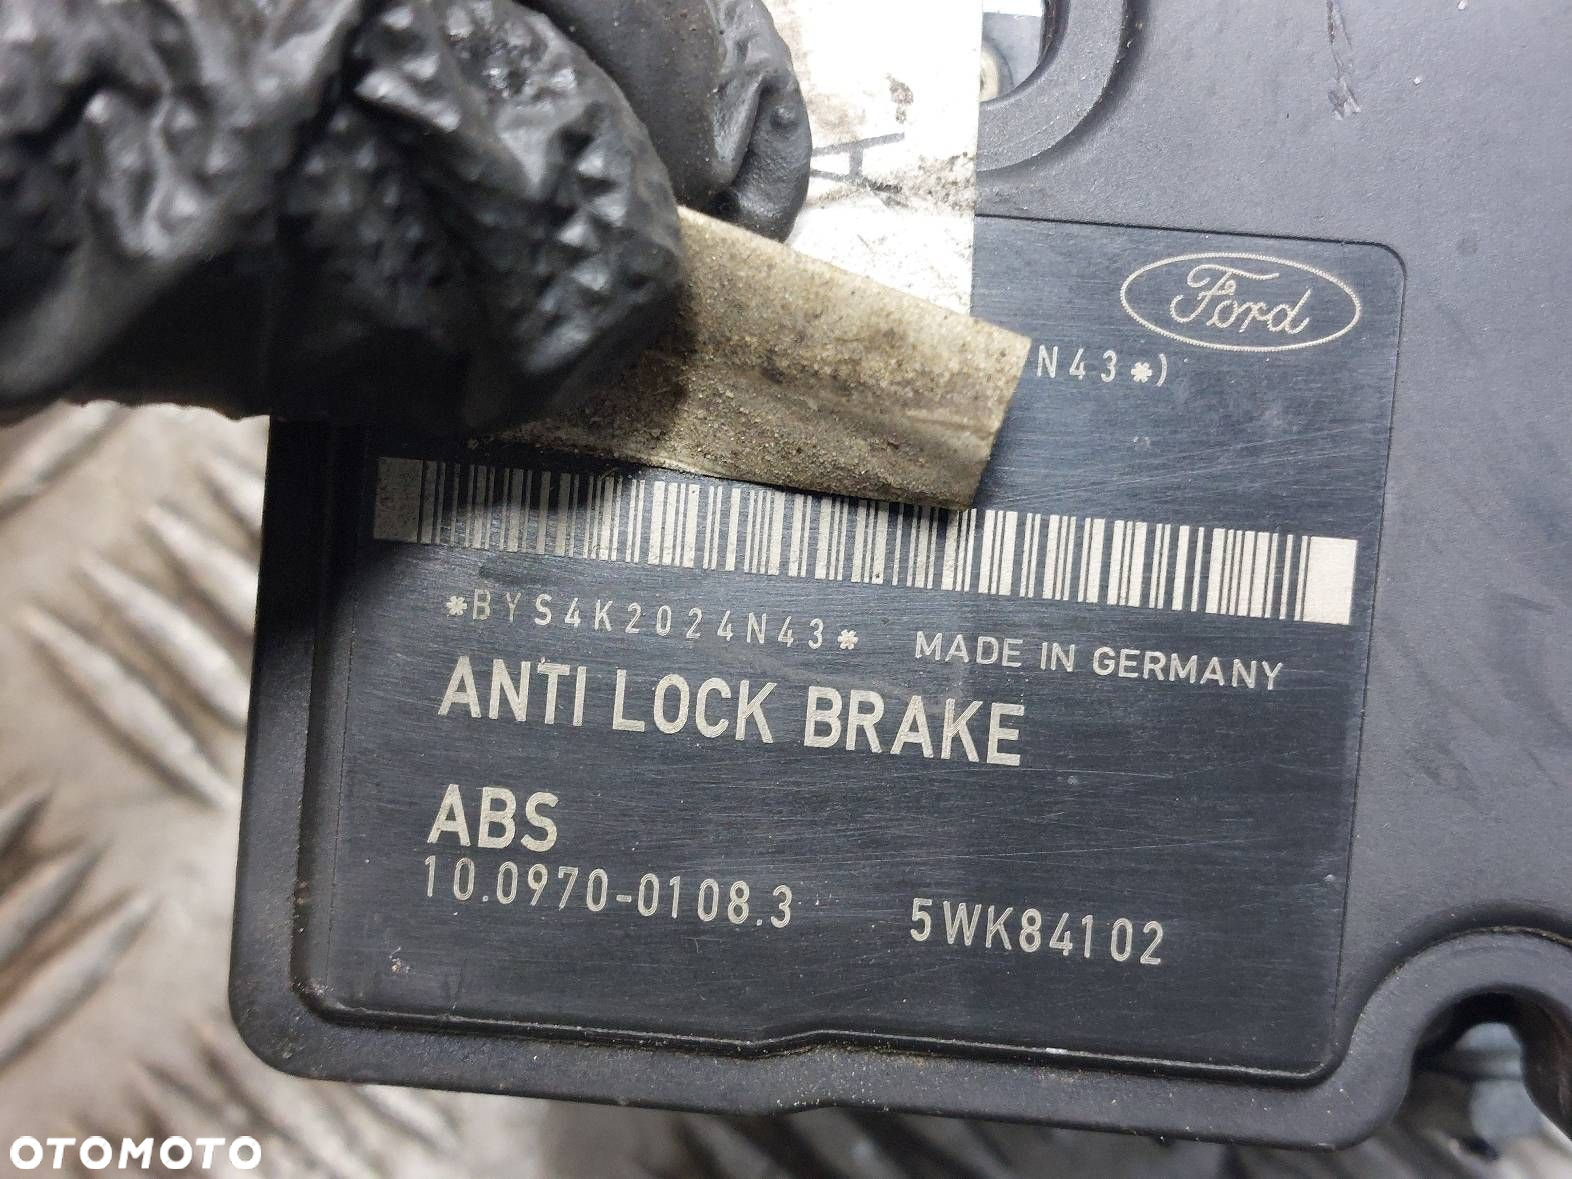 Ford
N43*)
*BYS4K2024N43* MADE IN GERMANY
ANTI LOCK BRAKE
ABS
10.0970-0108.3 5WK84102
OTOMOTO